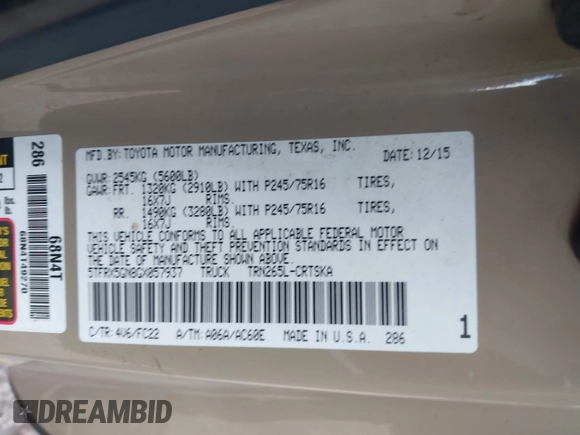 MFD.BY:TOYOTA MOTOR MANUFACTURING, TEXAS, INC.
DATE: 12/15
GVWR:2545KG (5600LB)
GAWR:FRT. 1320KG (2910LB) WITH P245/75R16 TIRES,
16X7J RIMS.
RR. 1490KG (3280LB) WITH P245/75R16 TIRES,
16X7J RIMS.
THIS VEHICLE CONFORMS TO ALL APPLICABLE FEDERAL MOTOR
VEHICLE SAFETY AND THEFT PREVENTION STANDARDS IN EFFECT ON
THE DATE OF MANUFACTURE SHOWN ABOVE.
5TFRX5GN8GX057937 TRUCK TRN265L-CRTSKA
C/TR: 4V6/FC22 A/TM: A06A/AC60E MADE IN U.S.A. 286
1
286
68N4T
68N4149270
DREAMBID